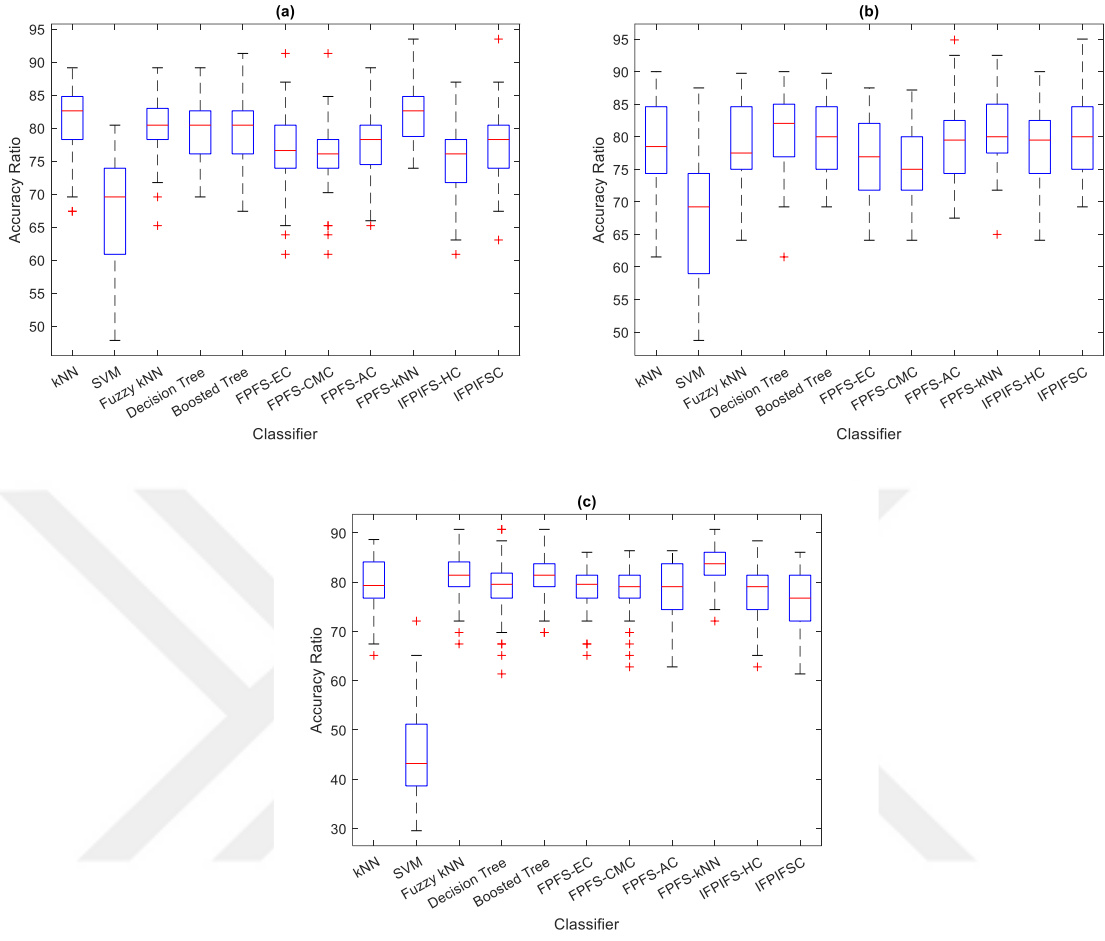 (a)
95
90
85
80
75
70
65
60
55
50
Accuracy Ratio
kNN
SVM
Fuzzy kNN
Decision Tree
Boosted Tree
FPFS-EC
FPFS-CMC
FPFS-AC
FPFS-kNN
IFPIFS-HC
IFPIFSC
Classifier
(b)
95
90
85
80
75
70
65
60
55
50
Accuracy Ratio
kNN
SVM
Fuzzy kNN
Decision Tree
Boosted Tree
FPFS-EC
FPFS-CMC
FPFS-AC
FPFS-kNN
IFPIFS-HC
IFPIFSC
Classifier
(c)
90
80
70
60
50
40
30
Accuracy Ratio
kNN
SVM
Fuzzy kNN
Decision Tree
Boosted Tree
FPFS-EC
FPFS-CMC
FPFS-AC
FPFS-kNN
IFPIFS-HC
IFPIFSC
Classifier